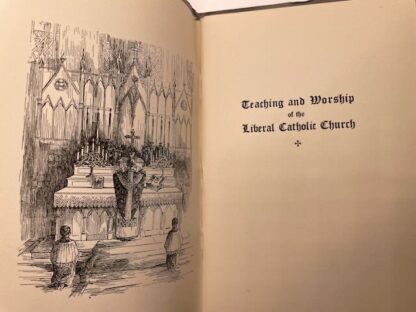 Teaching and Worship
of the
Liberal Catholic Church